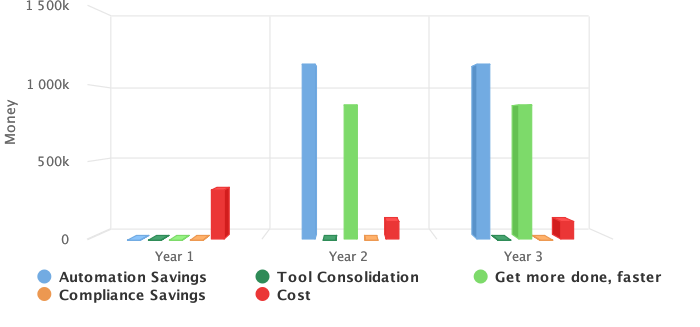 1 500k
1 000k
500k
0
Money
Year 1 Year 2 Year 3
Automation Savings Tool Consolidation Get more done, faster
Compliance Savings Cost